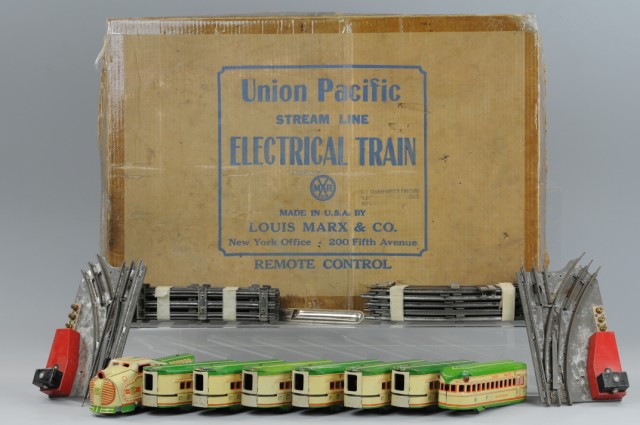 Union Pacific
STREAM LINE
ELECTRICAL TRAIN
MAR
MADE IN U.S.A. BY
LOUIS MARX & CO.
New York Office - 200 Fifth Avenue
REMOTE CONTROL